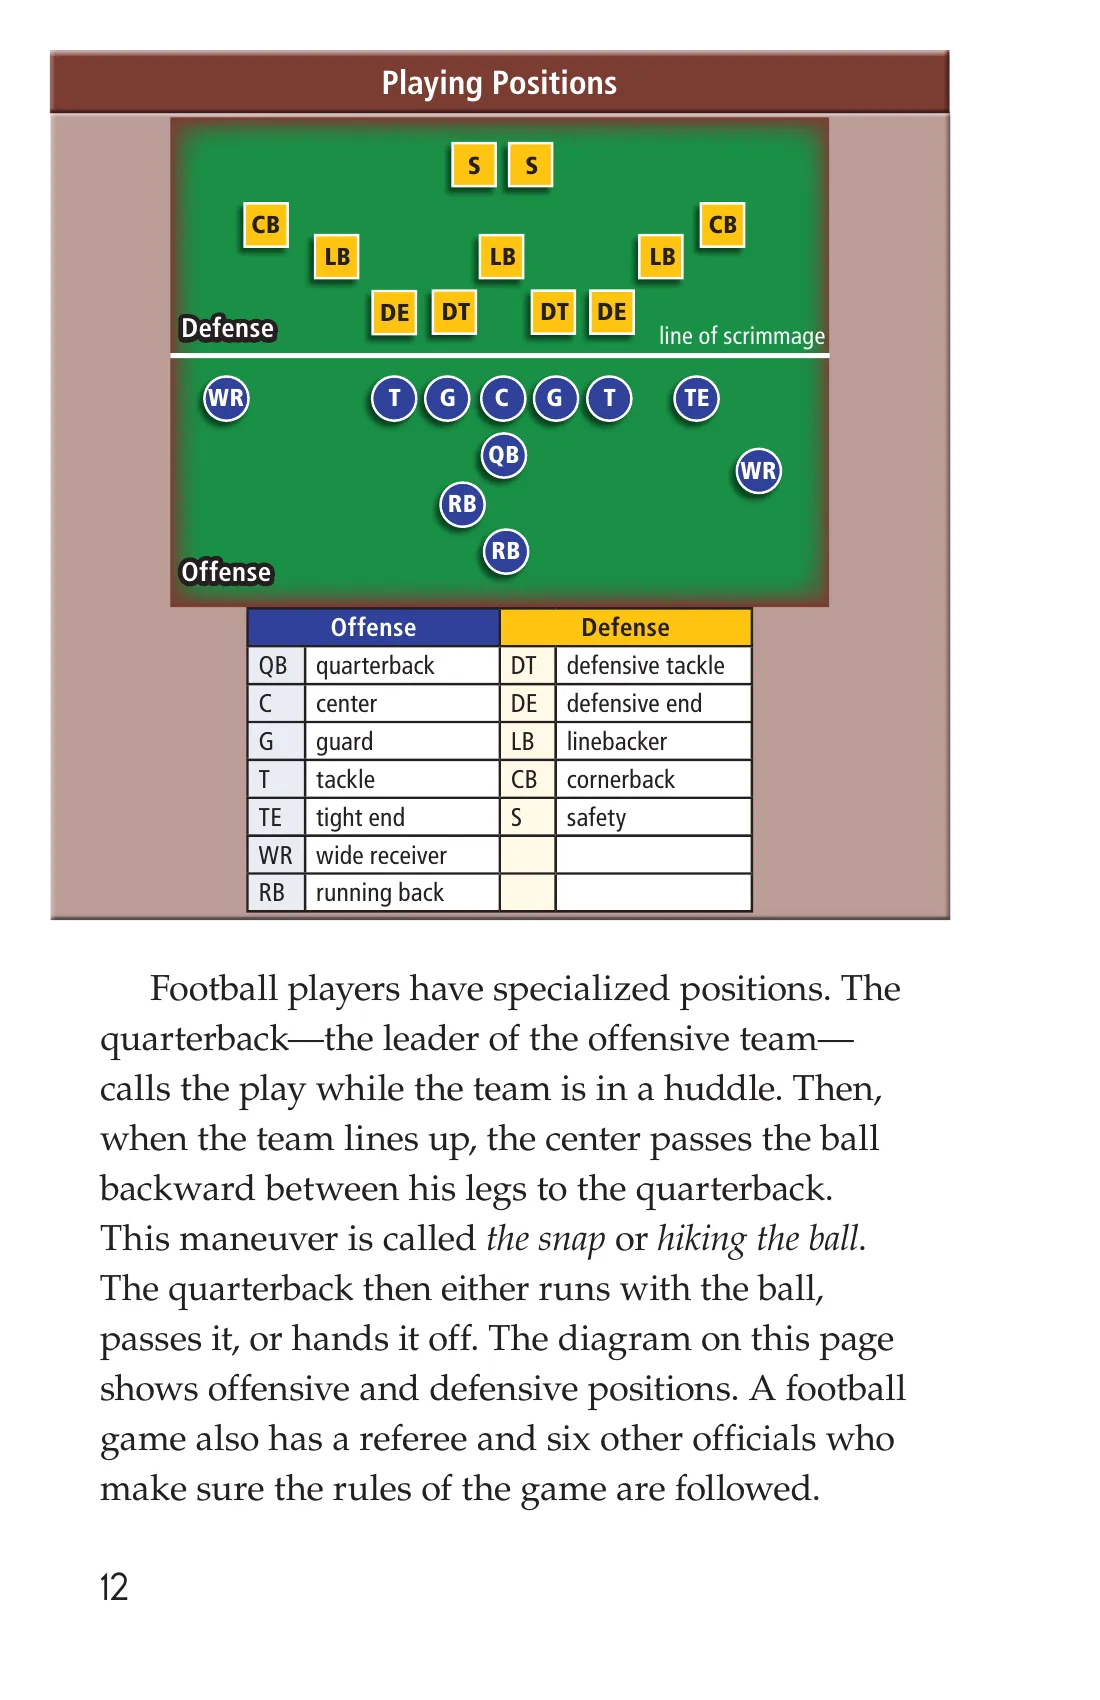 Playing Positions
S S
CB CB
LB LB LB
DE DT DT DE
Defense
line of scrimmage
WR T G C G T TE
QB
WR
RB
RB
Offense
Offense Defense
QB quarterback DT defensive tackle
C center DE defensive end
G guard LB linebacker
T tackle CB cornerback
TE tight end S safety
WR wide receiver
RB running back
Football players have specialized positions. The
quarterback—the leader of the offensive team—
calls the play while the team is in a huddle. Then,
when the team lines up, the center passes the ball
backward between his legs to the quarterback.
This maneuver is called the snap or hiking the ball.
The quarterback then either runs with the ball,
passes it, or hands it off. The diagram on this page
shows offensive and defensive positions. A football
game also has a referee and six other officials who
make sure the rules of the game are followed.
12